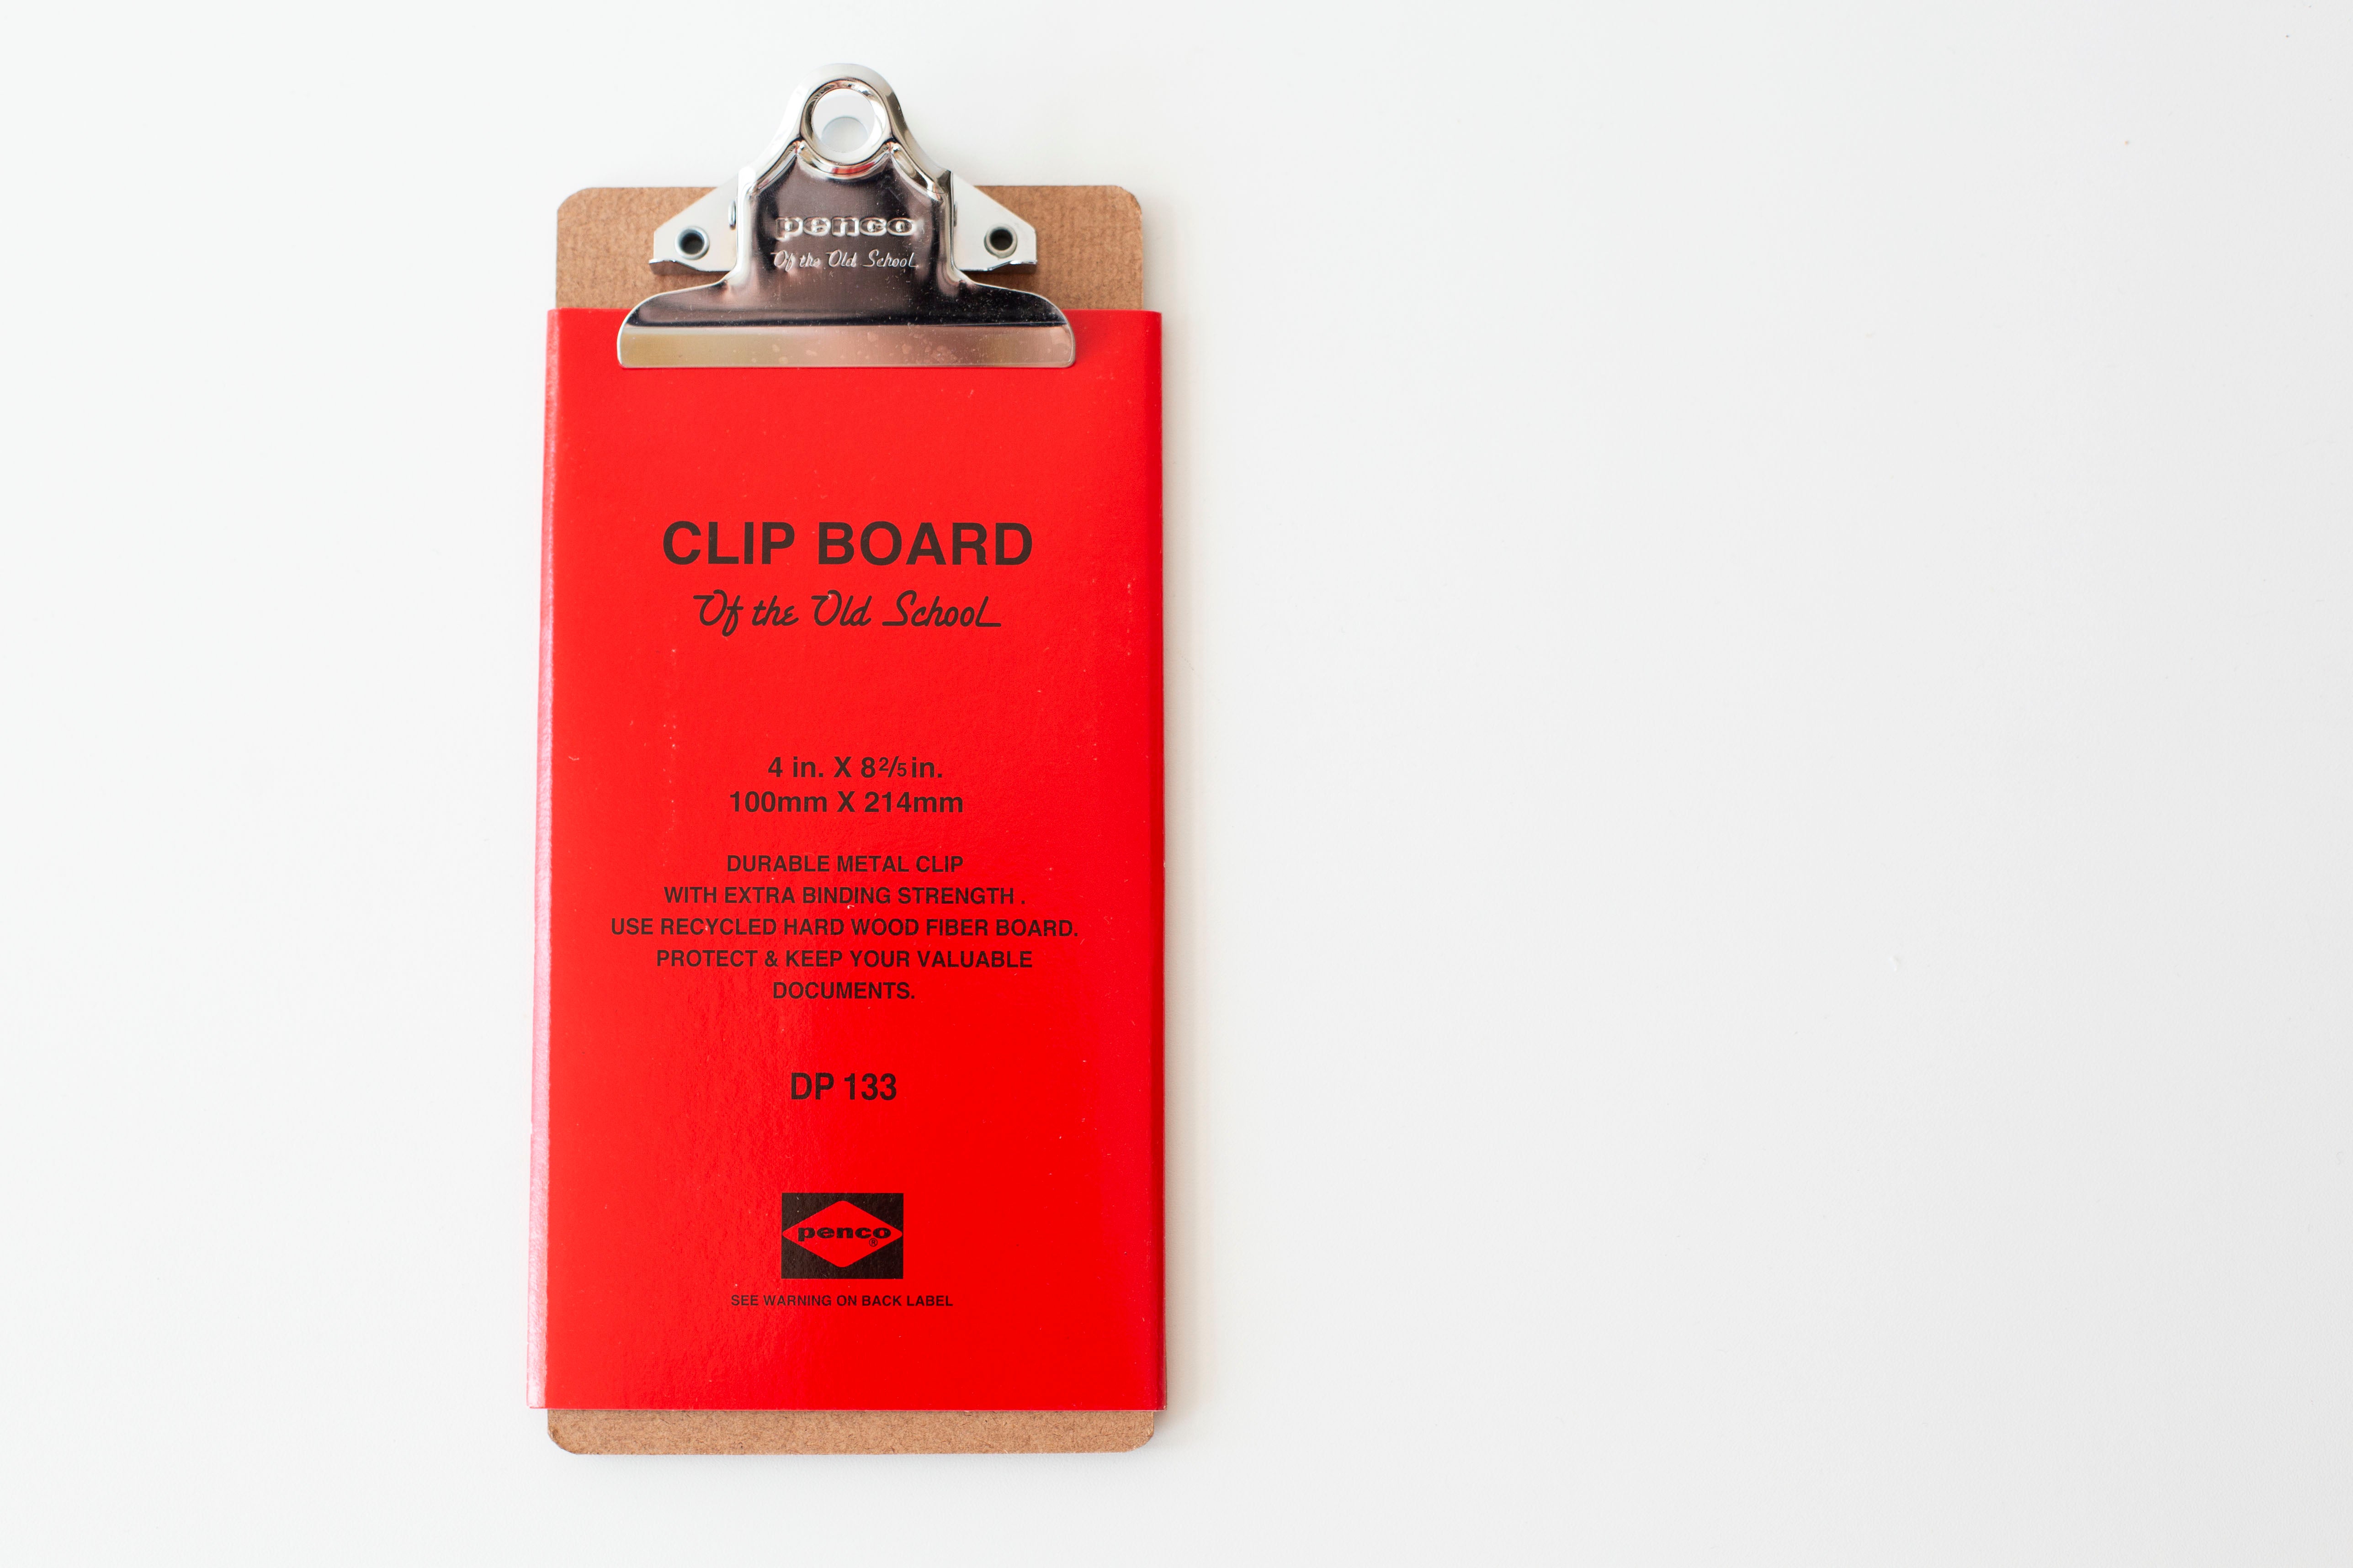 penco
Of the Old School
CLIP BOARD
Of the Old School
4 in. X 8 2/5 in.
100mm X 214mm
DURABLE METAL CLIP
WITH EXTRA BINDING STRENGTH .
USE RECYCLED HARD WOOD FIBER BOARD.
PROTECT & KEEP YOUR VALUABLE
DOCUMENTS.
DP 133
penco®
SEE WARNING ON BACK LABEL